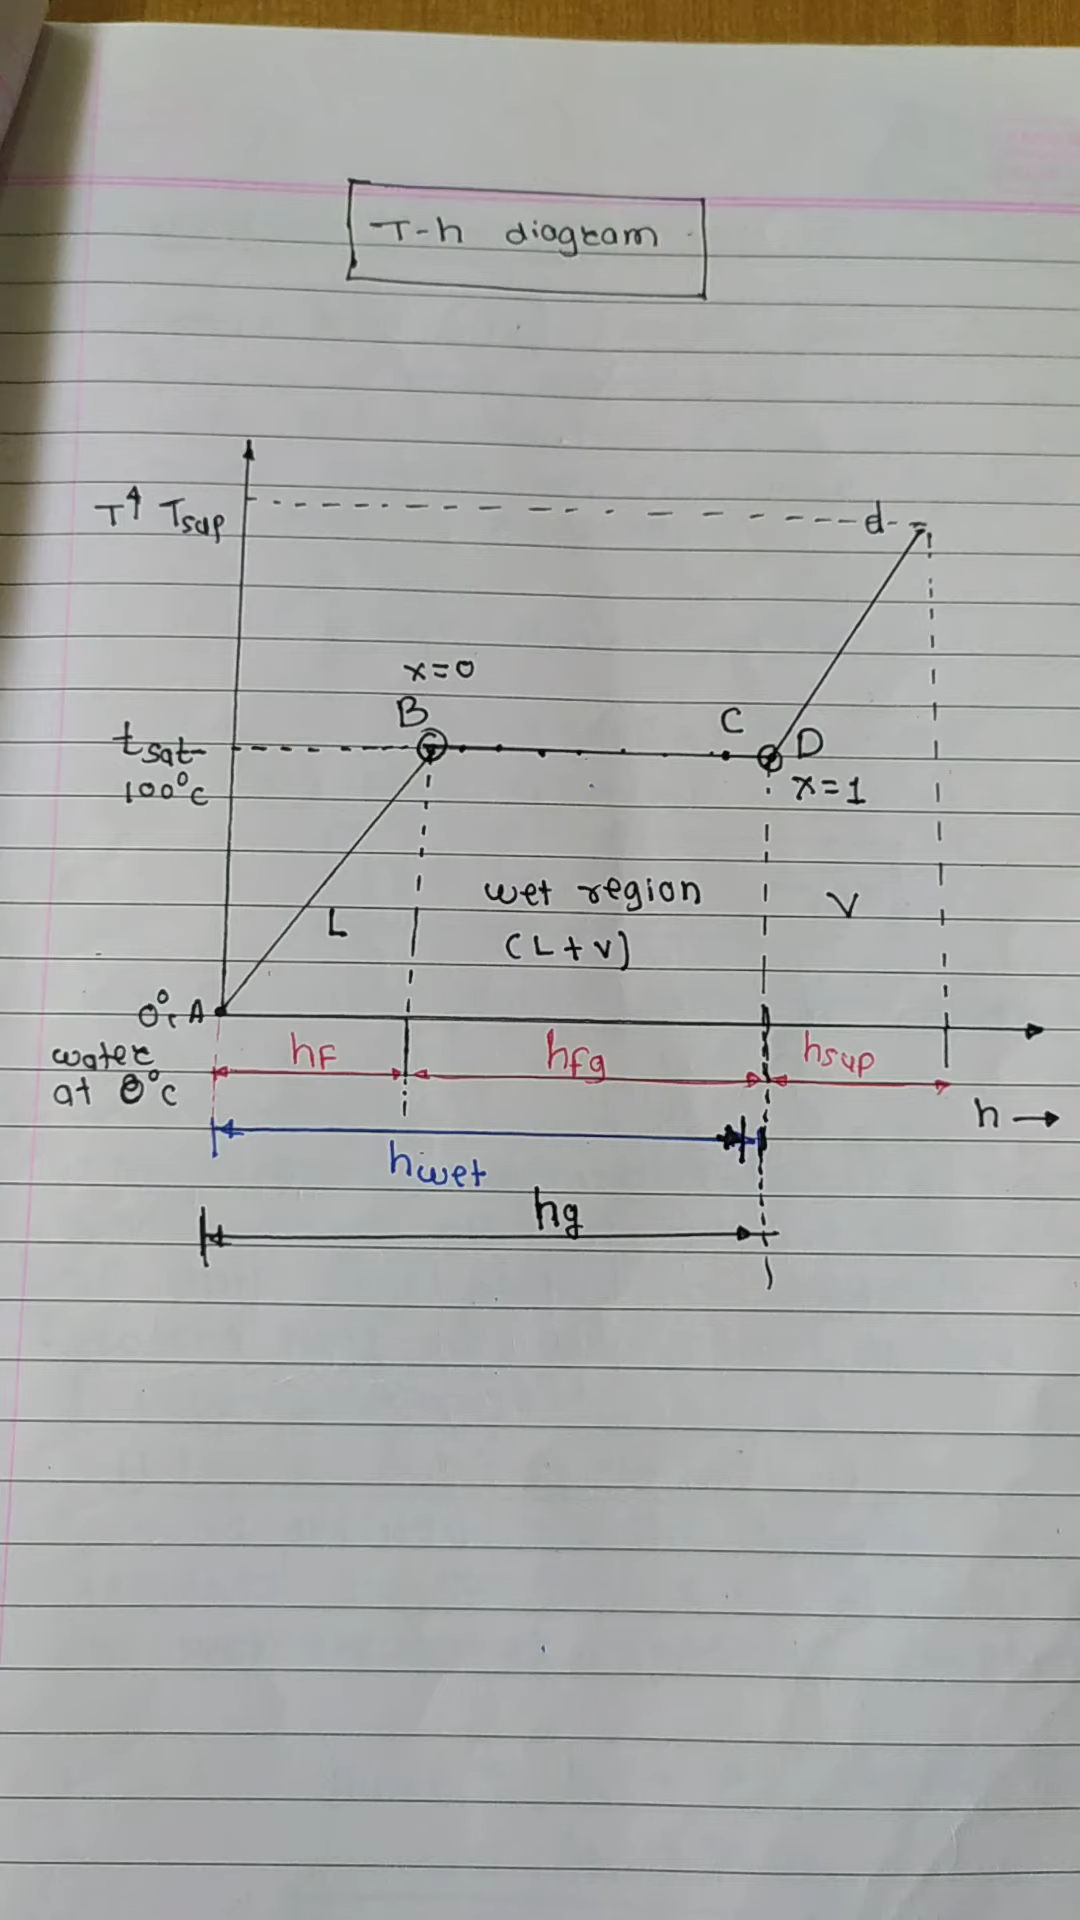 T-h diagram
T↑ Tsup
d
x=0
B
C
D
tsat-
100°c
x=1
wet region
(L+V)
V
L
0°c A
water
at 0°c
hF
hfg
hsup
h →
hwet
hg